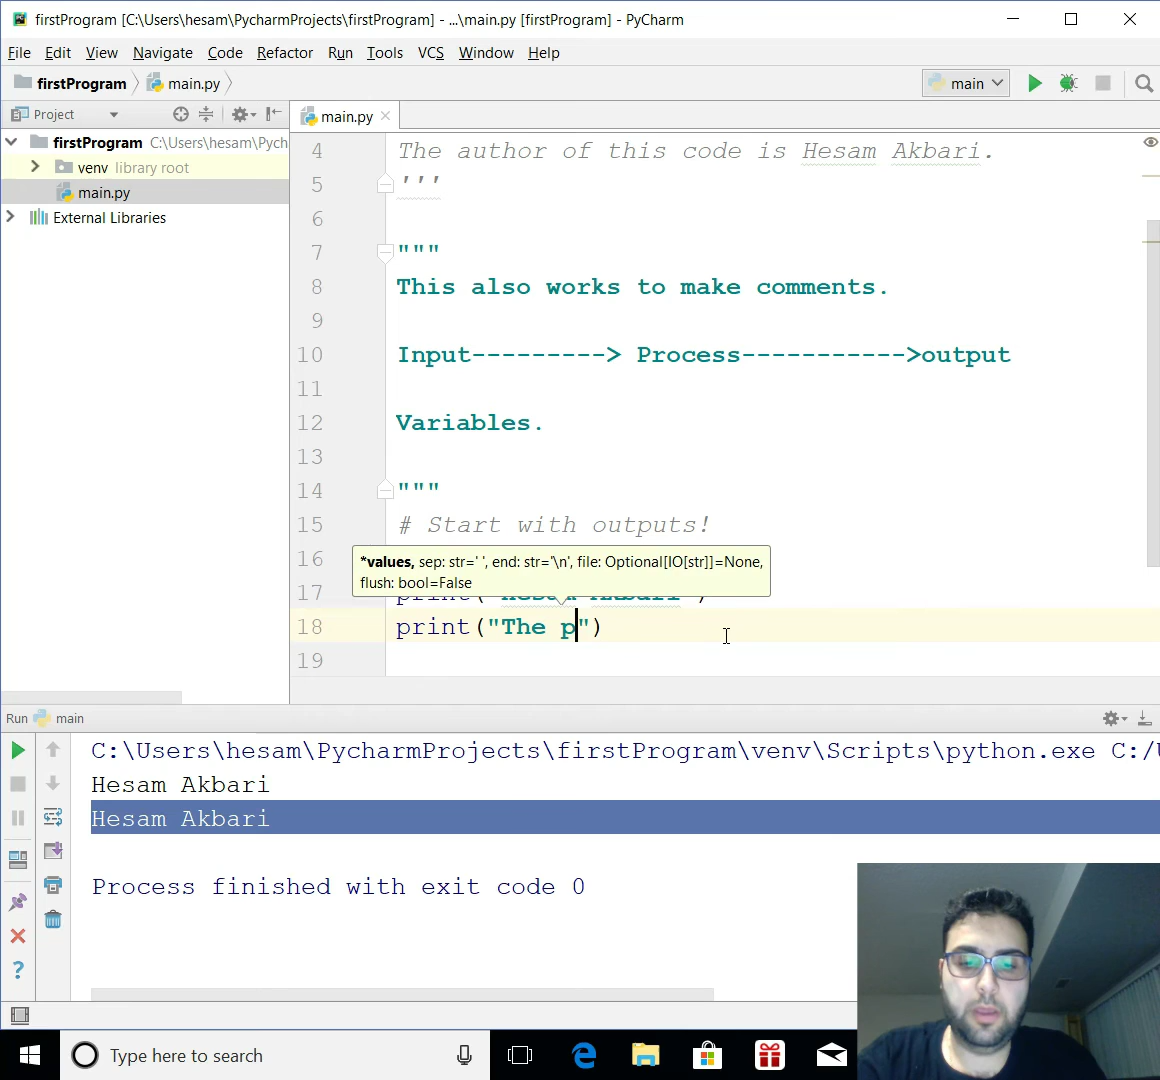 firstProgram [C:\Users\hesam\PycharmProjects\firstProgram] - ...\main.py [firstProgram] - PyCharm
File Edit View Navigate Code Refactor Run Tools VCS Window Help
firstProgram main.py main
Project main.py
firstProgram C:\Users\hesam\Pych
venv library root
main.py
External Libraries
4 The author of this code is Hesam Akbari.
5 '''
6
7 """
8 This also works to make comments.
9
10 Input---------> Process----------->output
11
12 Variables.
13
14 """
15 # Start with outputs!
16
*values, sep: str=' ', end: str='\n', file: Optional[IO[str]]=None,
flush: bool=False
17 print("Hesam Akbari")
18 print("The p")
19
Run main
C:\Users\hesam\PycharmProjects\firstProgram\venv\Scripts\python.exe C:/U
Hesam Akbari
Hesam Akbari
Process finished with exit code 0
Type here to search